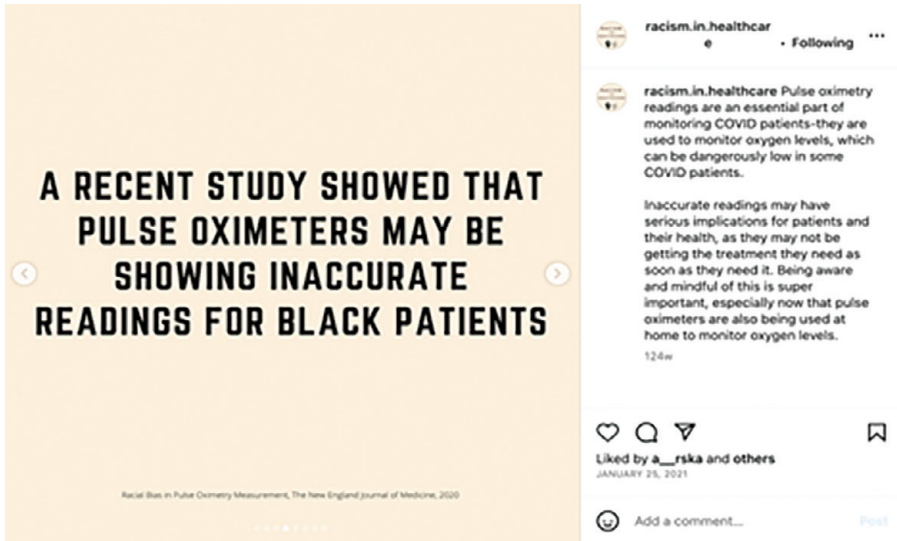 A RECENT STUDY SHOWED THAT
PULSE OXIMETERS MAY BE
SHOWING INACCURATE
READINGS FOR BLACK PATIENTS
Racial Bias in Pulse Oximetry Measurement, The New England Journal of Medicine, 2020
racism.in.healthcar
e • Following
racism.in.healthcare Pulse oximetry
readings are an essential part of
monitoring COVID patients-they are
used to monitor oxygen levels, which
can be dangerously low in some
COVID patients.
Inaccurate readings may have
serious implications for patients and
their health, as they may not be
getting the treatment they need as
soon as they need it. Being aware
and mindful of this is super
important, especially now that pulse
oximeters are also being used at
home to monitor oxygen levels.
124w
Liked by a__rska and others
JANUARY 25, 2021
Add a comment...
Post